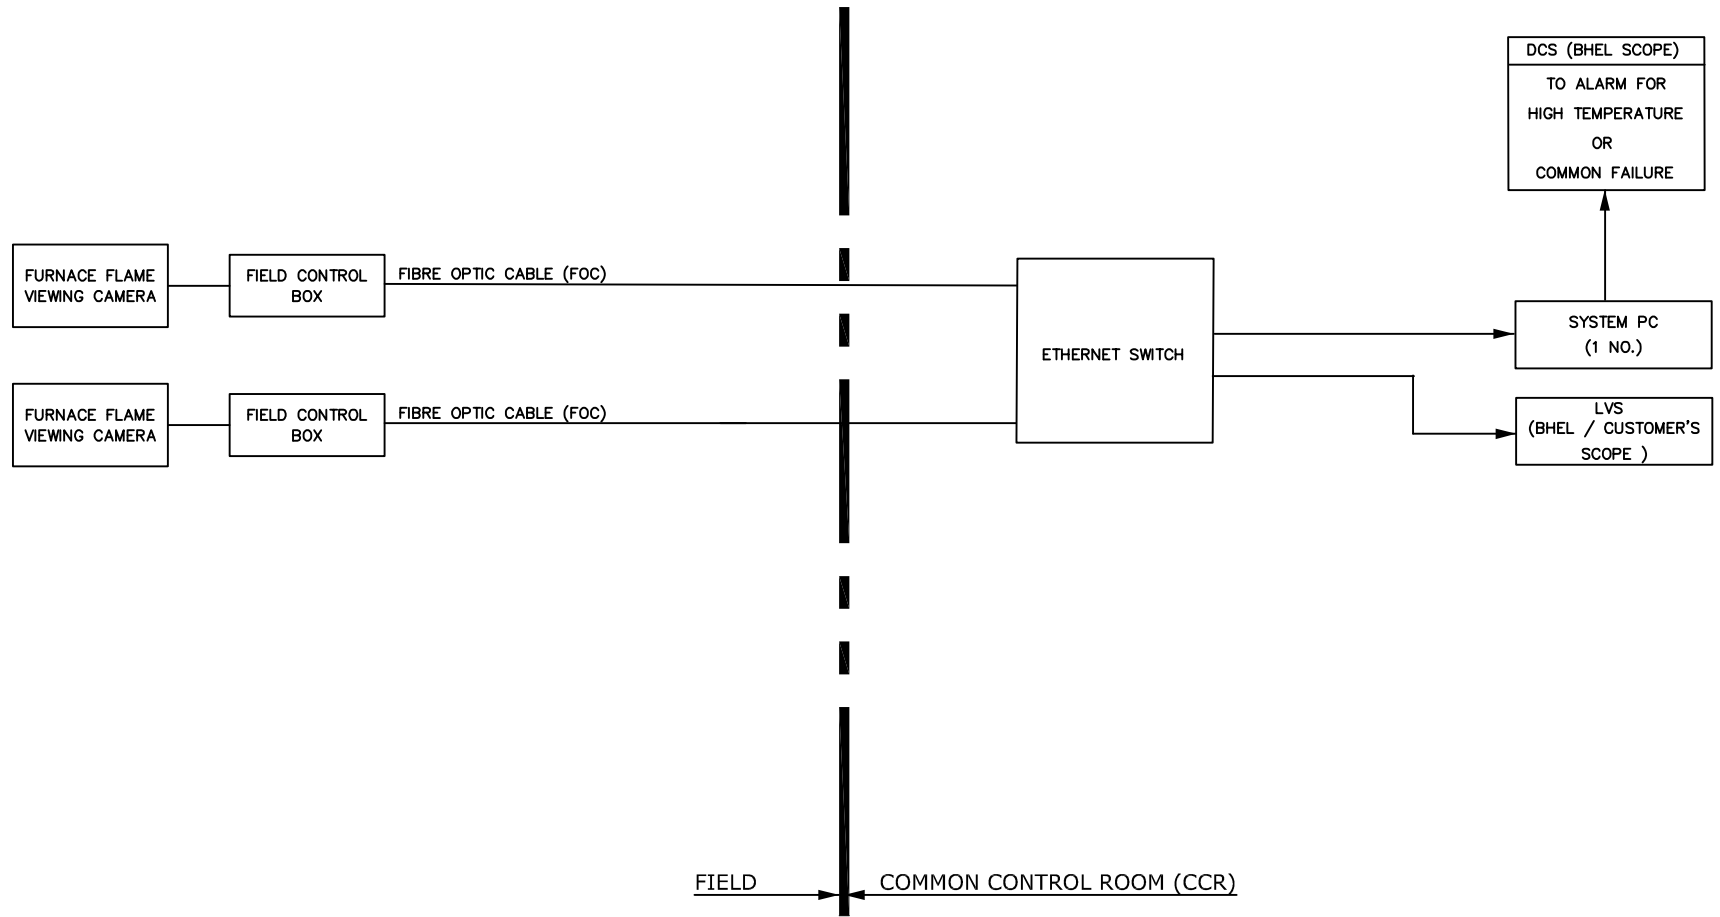 DCS (BHEL SCOPE)
TO ALARM FOR
HIGH TEMPERATURE
OR
COMMON FAILURE
FURNACE FLAME
VIEWING CAMERA
FIELD CONTROL
BOX
FIBRE OPTIC CABLE (FOC)
ETHERNET SWITCH
SYSTEM PC
(1 NO.)
FURNACE FLAME
VIEWING CAMERA
FIELD CONTROL
BOX
FIBRE OPTIC CABLE (FOC)
LVS
(BHEL / CUSTOMER'S
SCOPE )
FIELD
COMMON CONTROL ROOM (CCR)